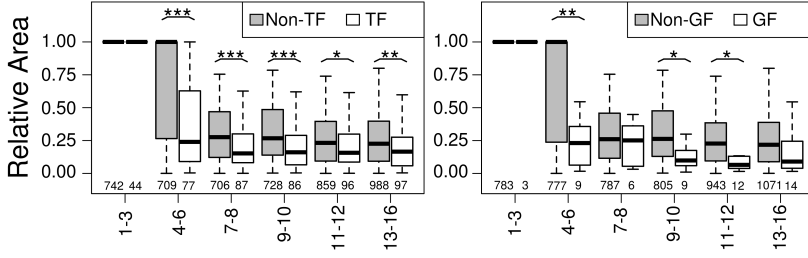 Relative Area
Non-TF TF
***
*** *** * **
1.00
0.75
0.50
0.25
0.00
742 44 709 77 706 87 728 86 859 96 988 97
1-3 4-6 7-8 9-10 11-12 13-16
Non-GF GF
**
* *
1.00
0.75
0.50
0.25
0.00
783 3 777 9 787 6 805 9 943 12 1071 14
1-3 4-6 7-8 9-10 11-12 13-16